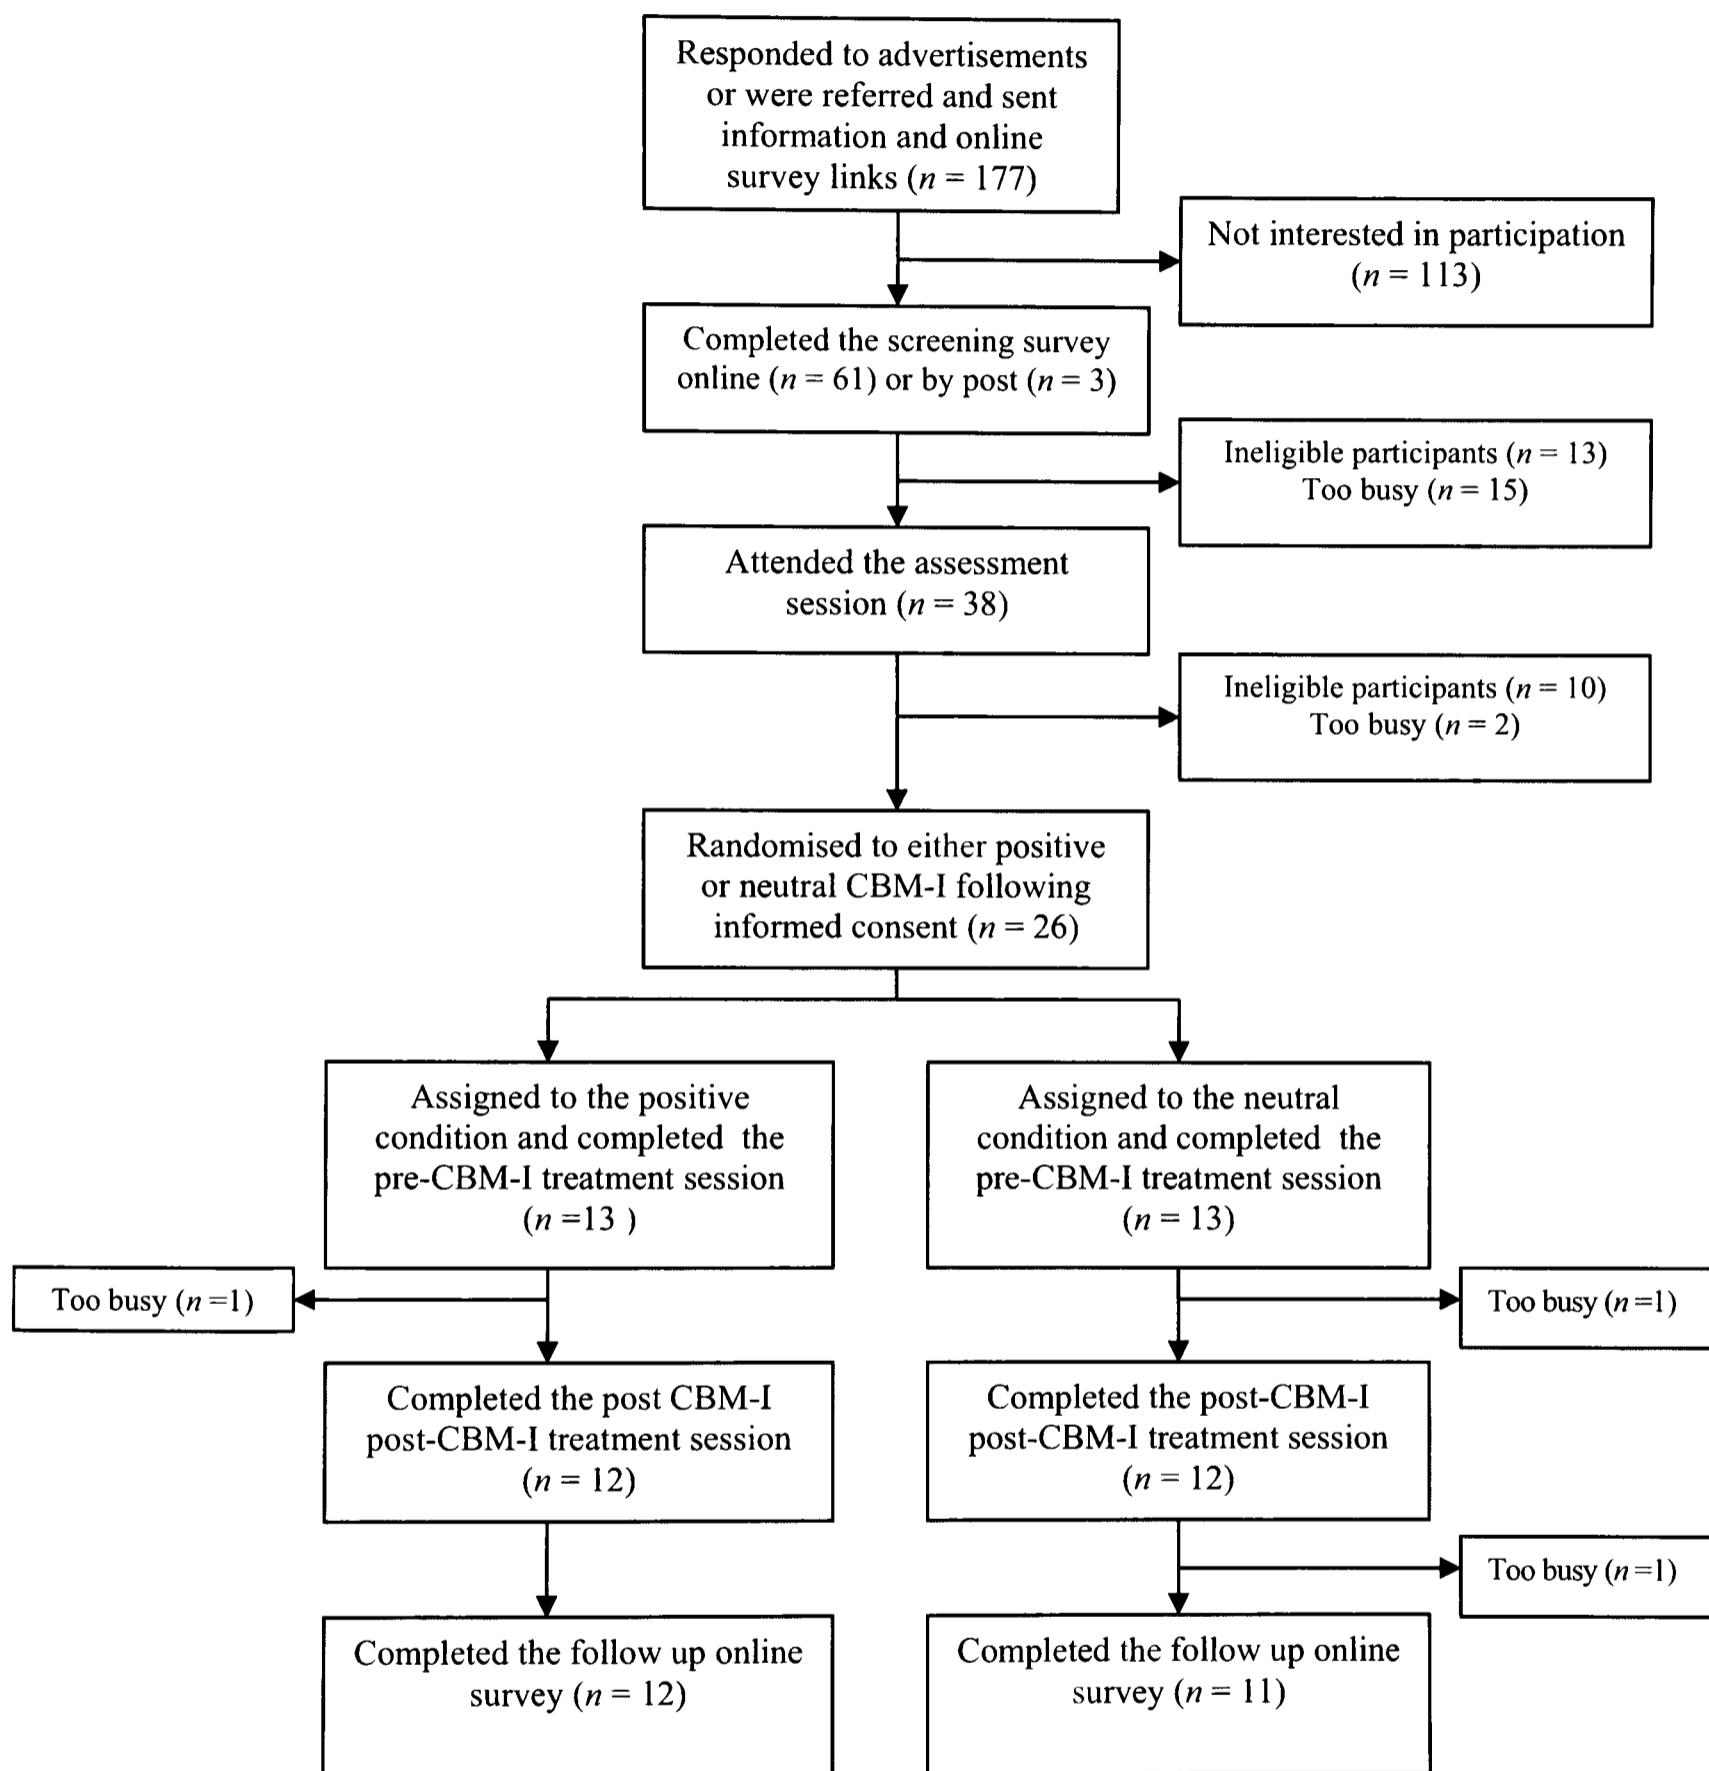 Responded to advertisements
or were referred and sent
information and online
survey links (n = 177)
Not interested in participation
(n = 113)
Completed the screening survey
online (n = 61) or by post (n = 3)
Ineligible participants (n = 13)
Too busy (n = 15)
Attended the assessment
session (n = 38)
Ineligible participants (n = 10)
Too busy (n = 2)
Randomised to either positive
or neutral CBM-I following
informed consent (n = 26)
Assigned to the positive
condition and completed  the
pre-CBM-I treatment session
(n =13 )
Assigned to the neutral
condition and completed  the
pre-CBM-I treatment session
(n = 13)
Too busy (n =1)
Too busy (n =1)
Completed the post CBM-I
post-CBM-I treatment session
(n = 12)
Completed the post-CBM-I
post-CBM-I treatment session
(n = 12)
Too busy (n =1)
Completed the follow up online
survey (n = 12)
Completed the follow up online
survey (n = 11)